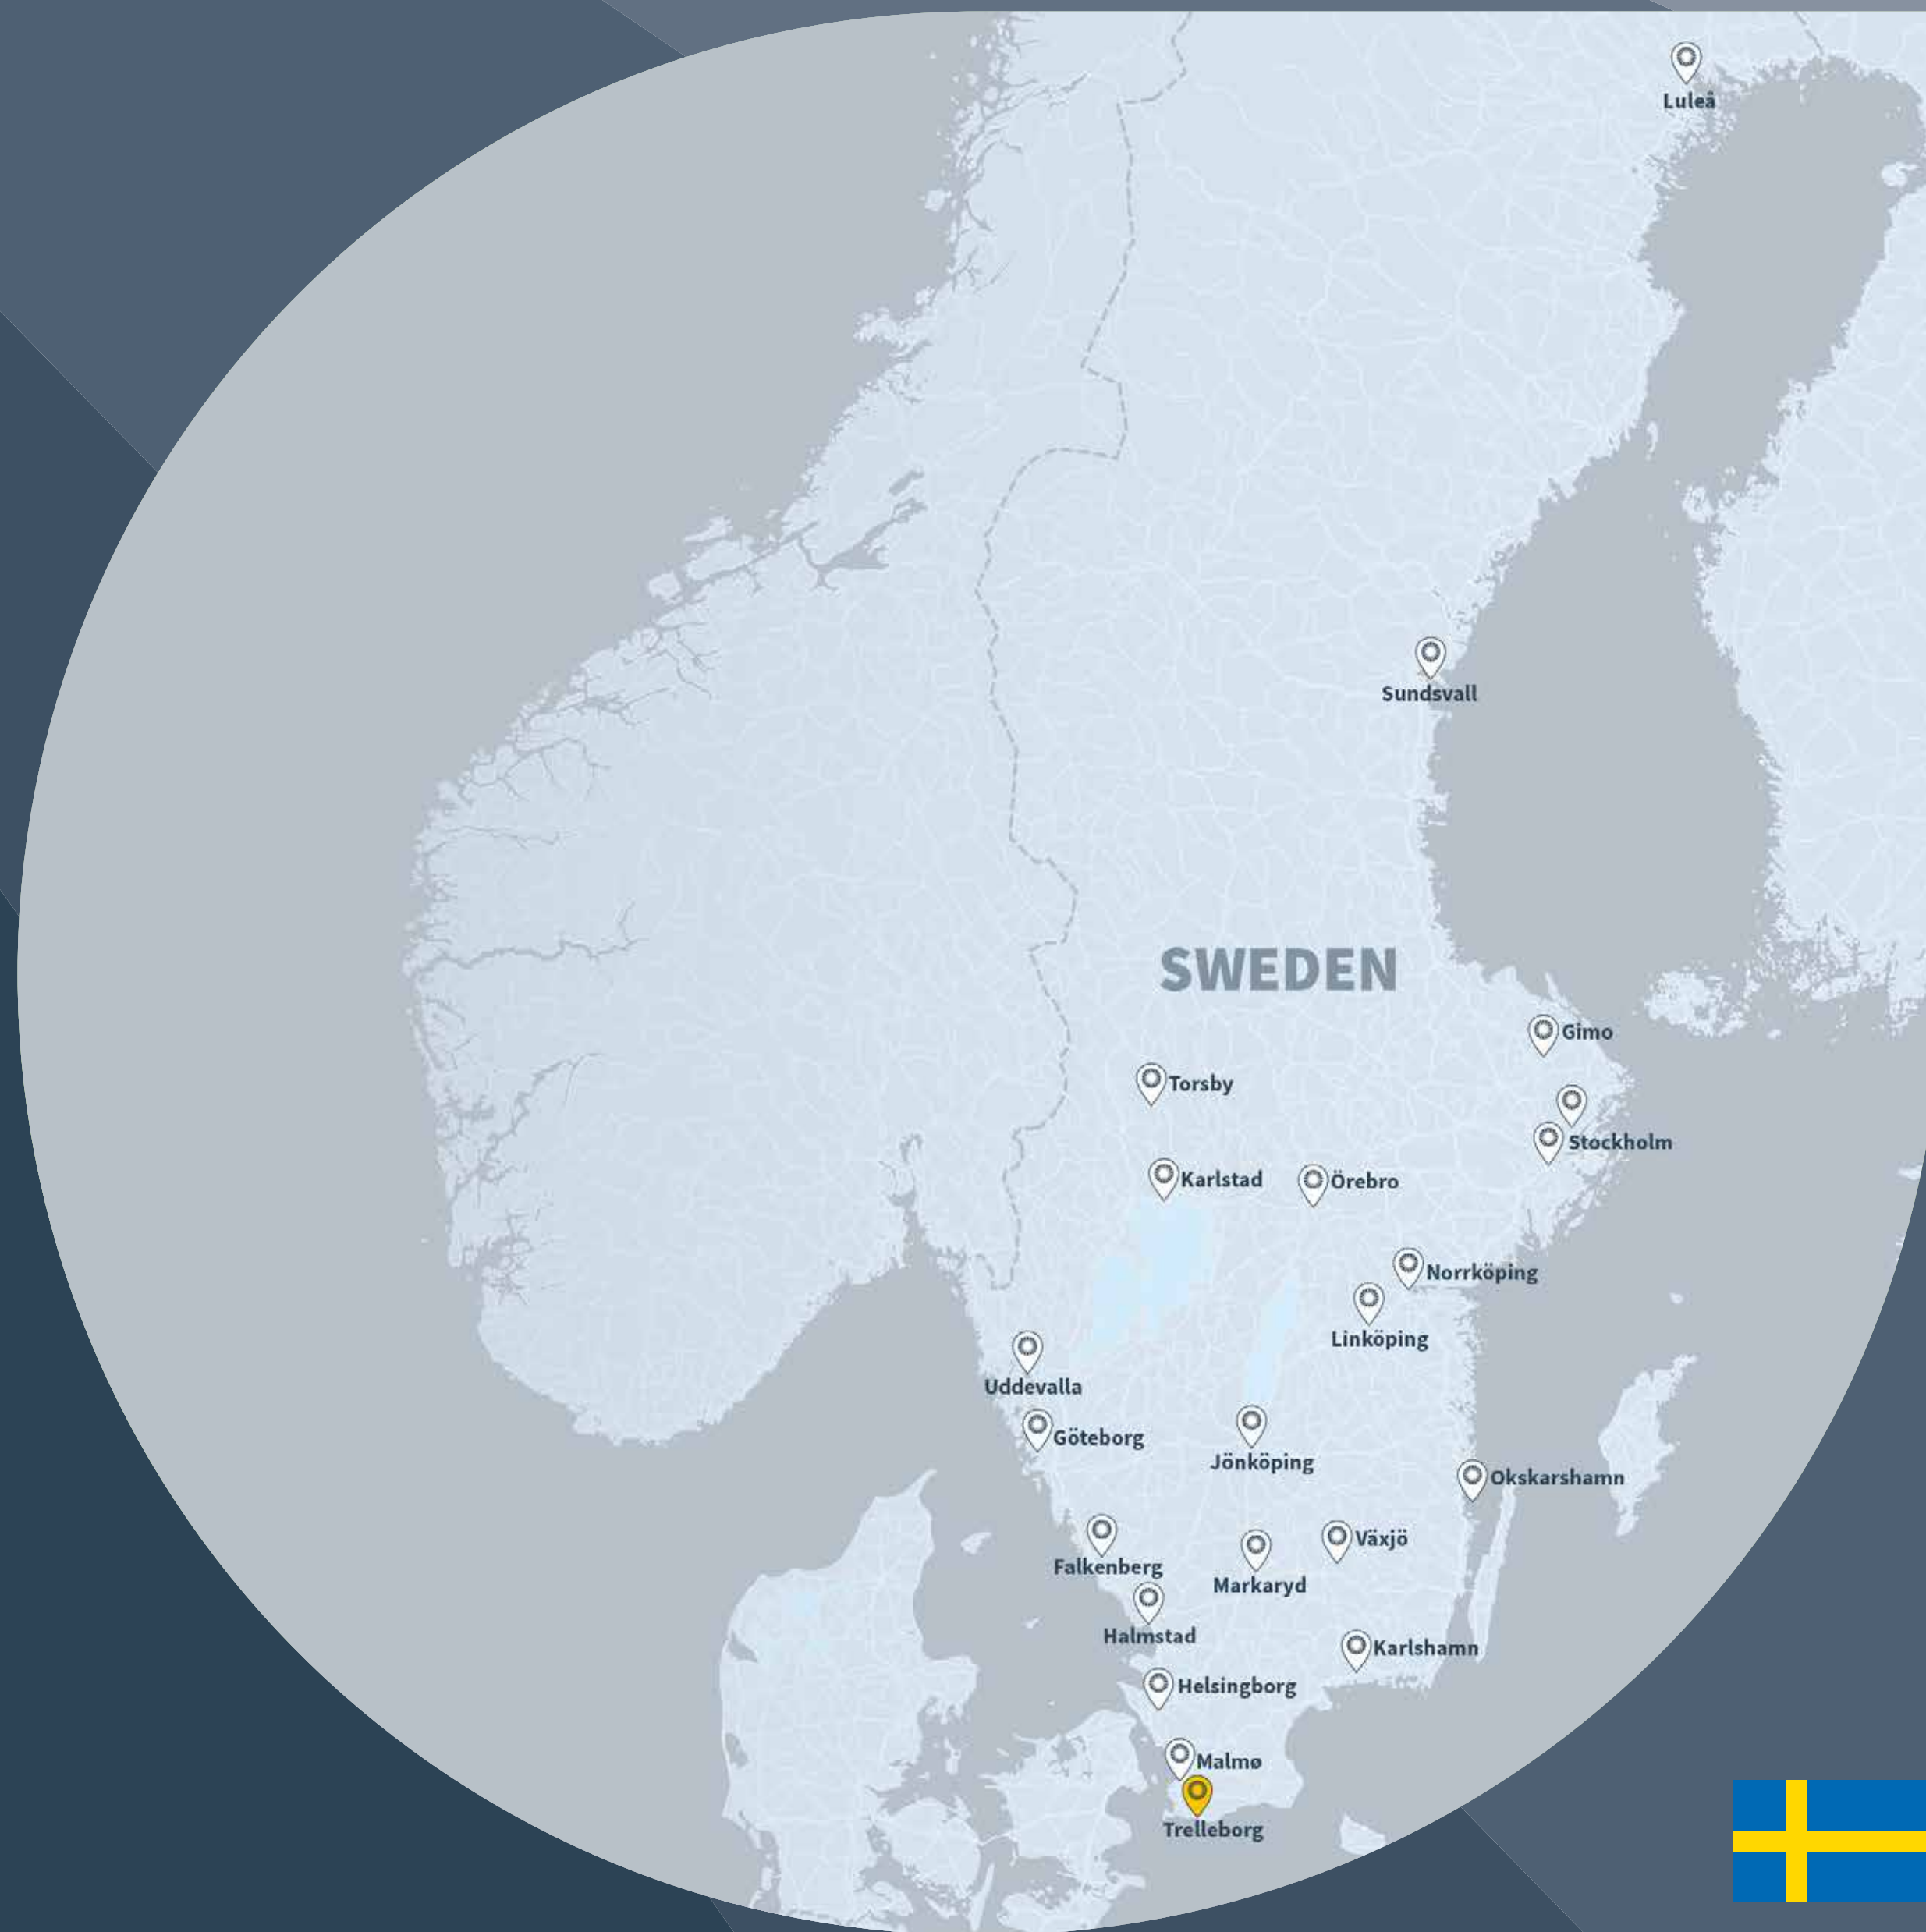 Luleå
Sundsvall
SWEDEN
Gimo
Torsby
Stockholm
Karlstad
Örebro
Norrköping
Linköping
Uddevalla
Göteborg
Jönköping
Okskarshamn
Växjö
Falkenberg
Markaryd
Halmstad
Karlshamn
Helsingborg
Malmø
Trelleborg